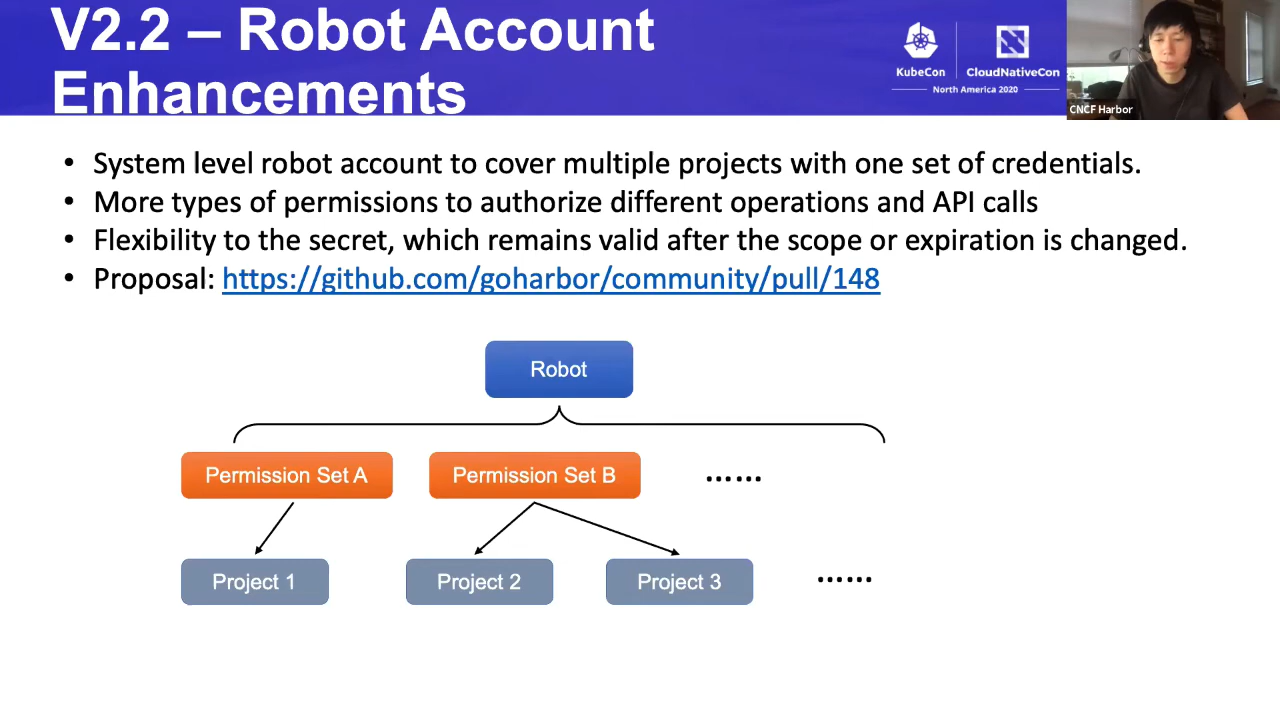 V2.2 – Robot Account
Enhancements
KubeCon
CloudNativeCon
North America 2020
CNCF Harbor
• System level robot account to cover multiple projects with one set of credentials.
• More types of permissions to authorize different operations and API calls
• Flexibility to the secret, which remains valid after the scope or expiration is changed.
• Proposal: https://github.com/goharbor/community/pull/148
Robot
Permission Set A
Permission Set B
......
Project 1
Project 2
Project 3
......